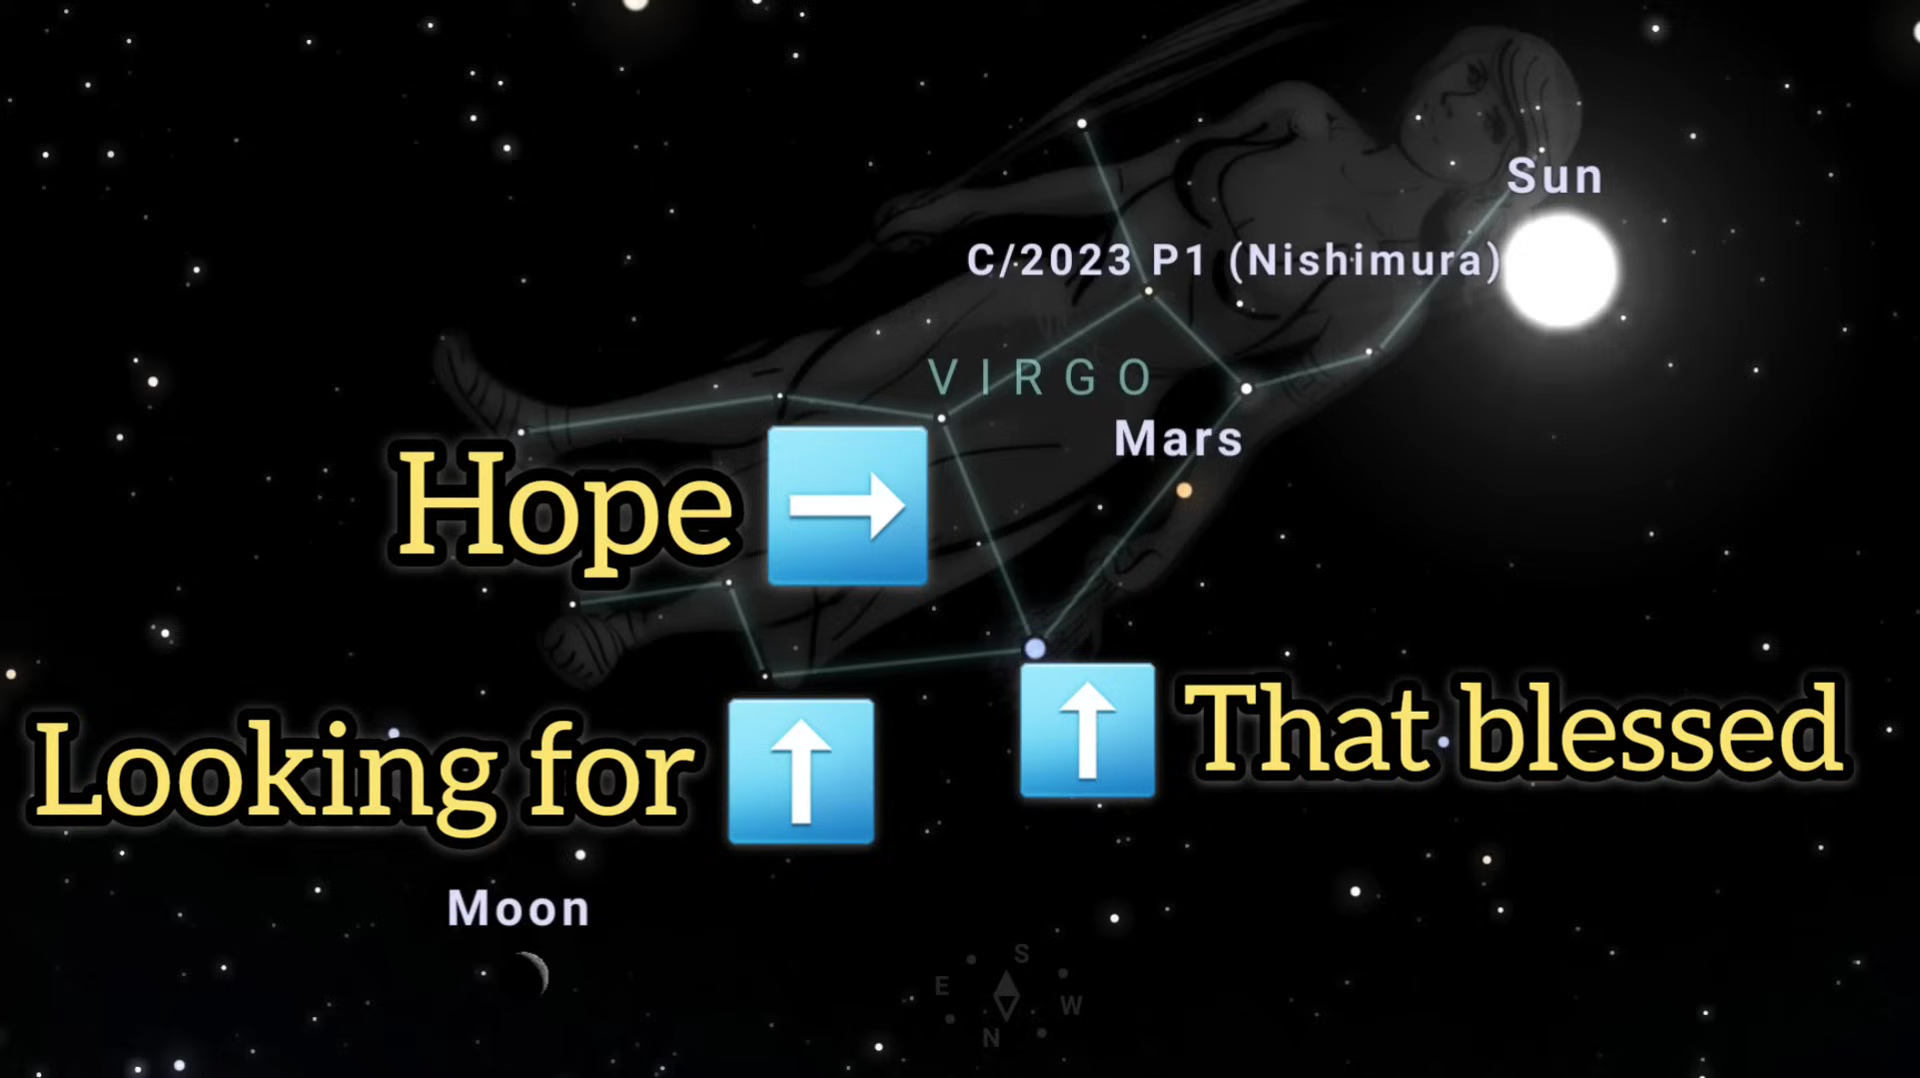 Sun
C/2023 P1 (Nishimura)
VIRGO
Mars
Hope
Looking for
That blessed
Moon
S
E
W
N